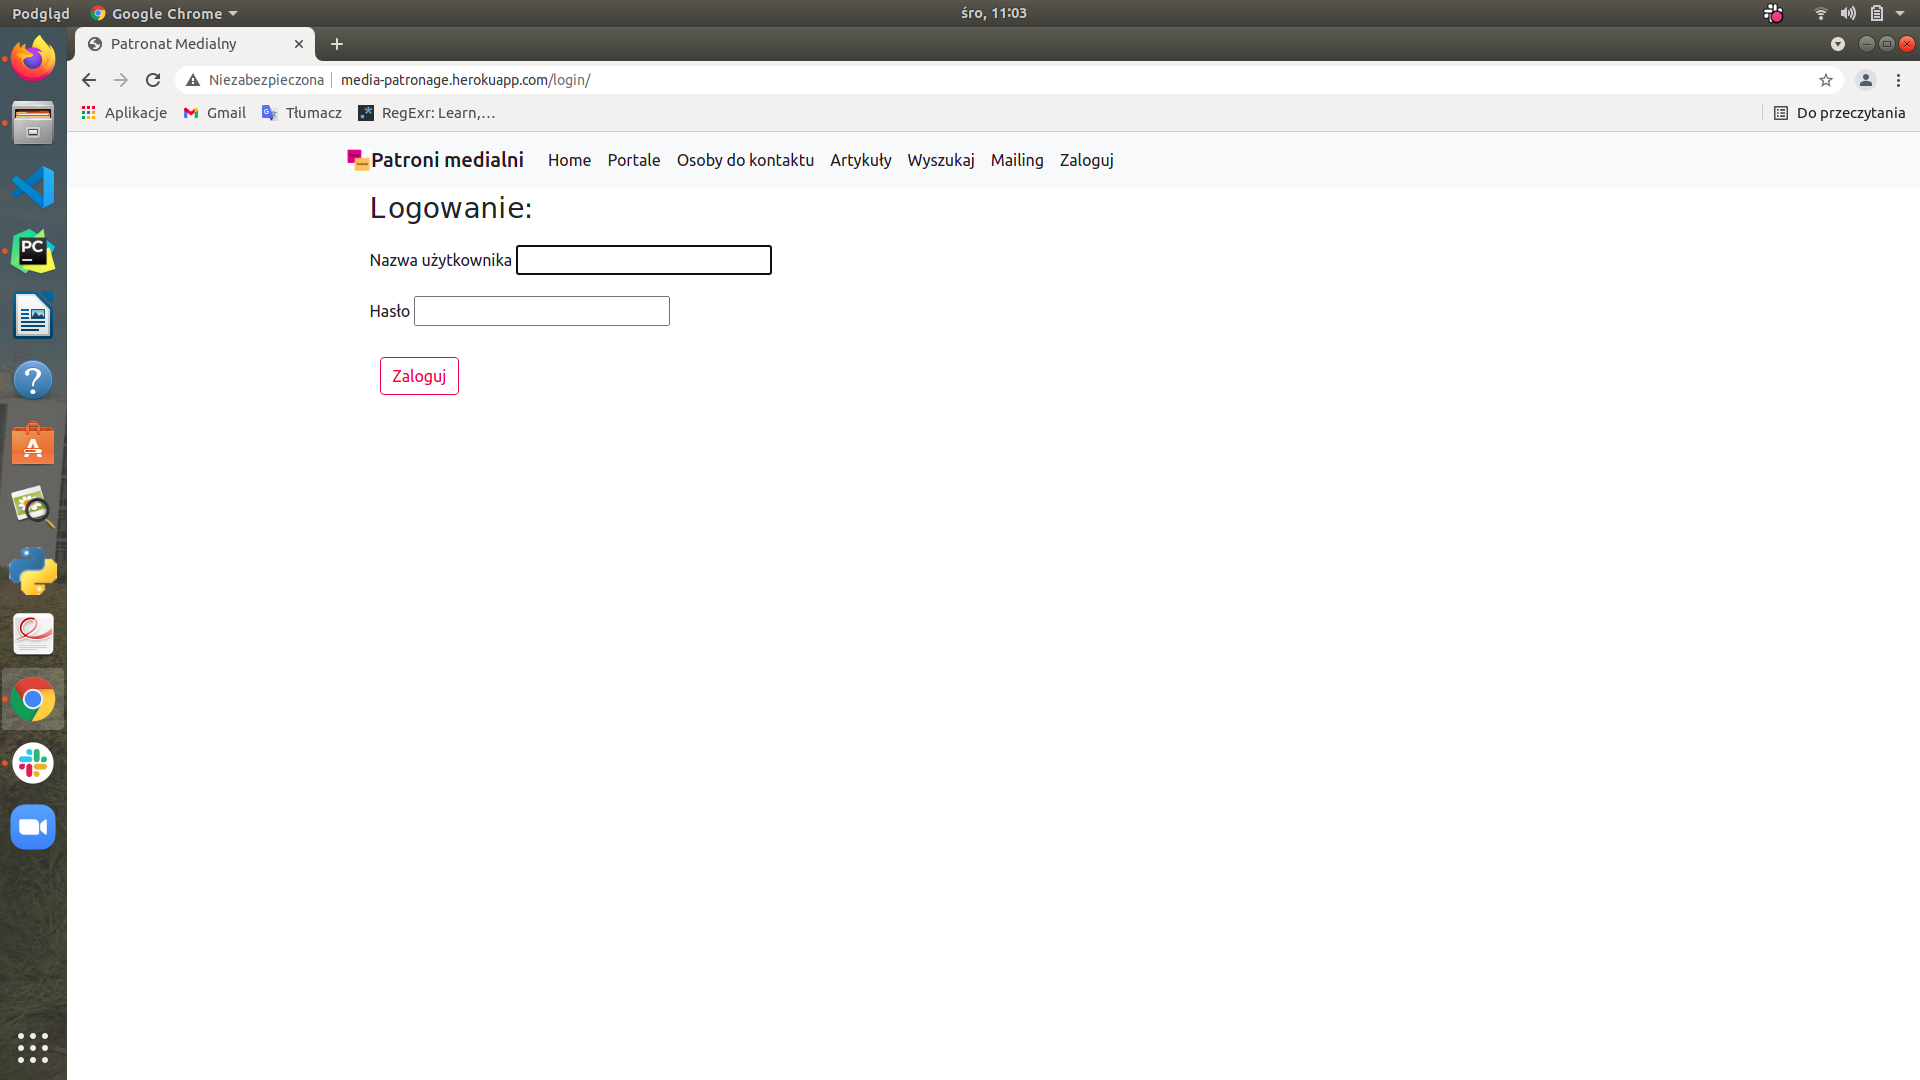 Podgląd Google Chrome śro, 11:03
Patronat Medialny
Niezabezpieczona media-patronage.herokuapp.com/login/
Aplikacje Gmail Tłumacz RegExr: Learn,… Do przeczytania
Patroni medialni Home Portale Osoby do kontaktu Artykuły Wyszukaj Mailing Zaloguj
Logowanie:
Nazwa użytkownika
Hasło
Zaloguj